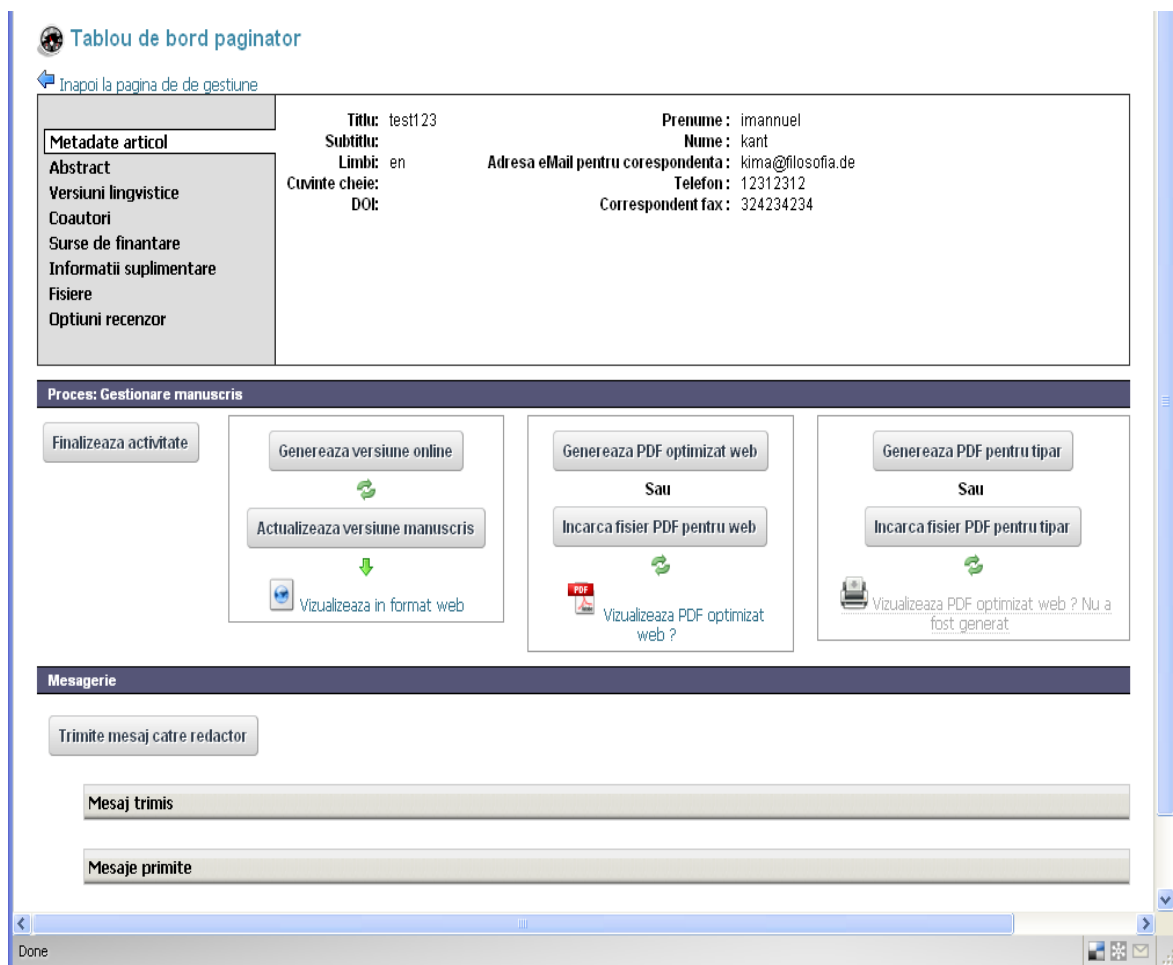 Tablou de bord paginator
Inapoi la pagina de de gestiune
Metadate articol
Abstract
Versiuni lingvistice
Coautori
Surse de finantare
Informatii suplimentare
Fisiere
Optiuni recenzor
Titlu: test123
Subtitlu:
Limbi: en
Cuvinte cheie:
DOI:
Prenume : imannuel
Nume : kant
Adresa eMail pentru corespondenta : kima@filosofia.de
Telefon : 12312312
Correspondent fax : 324234234
Proces: Gestionare manuscris
Finalizeaza activitate
Genereaza versiune online
Actualizeaza versiune manuscris
Vizualizeaza in format web
Genereaza PDF optimizat web
Sau
Incarca fisier PDF pentru web
PDF
Vizualizeaza PDF optimizat
web ?
Genereaza PDF pentru tipar
Sau
Incarca fisier PDF pentru tipar
Vizualizeaza PDF optimizat web ? Nu a
fost generat
Mesagerie
Trimite mesaj catre redactor
Mesaj trimis
Mesaje primite
Done